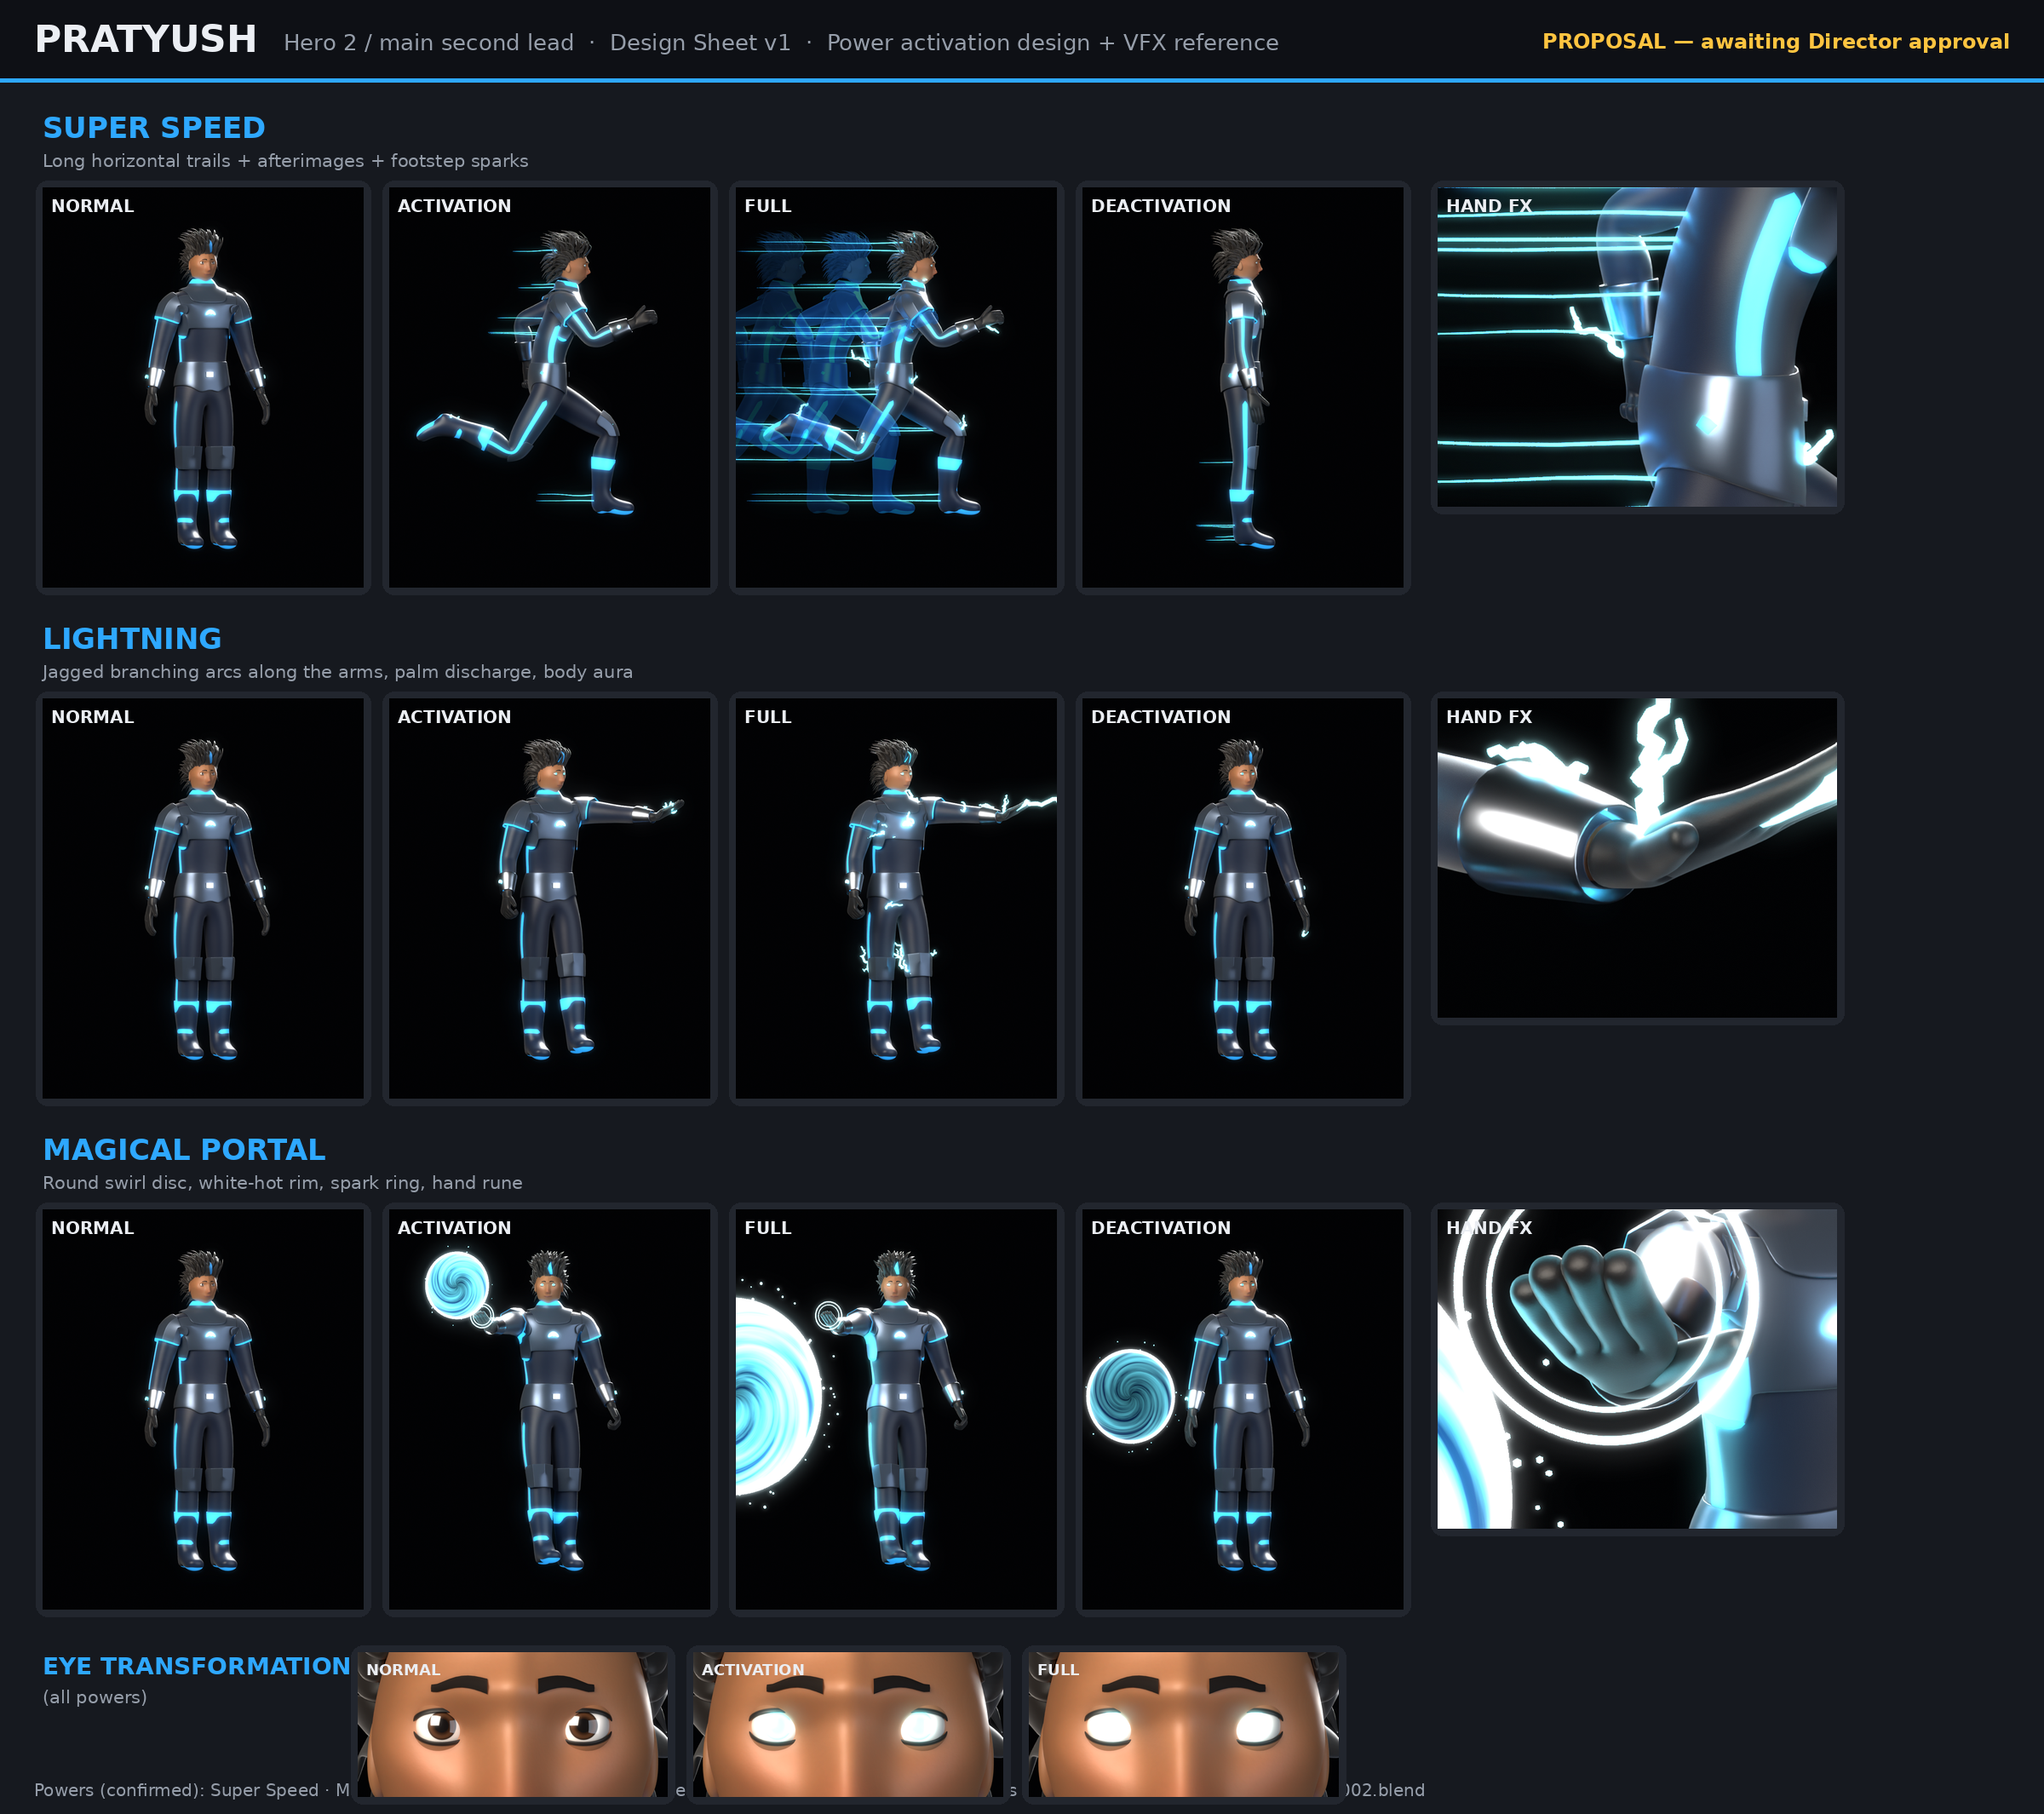 PRATYUSH Hero 2 / main second lead · Design Sheet v1 · Power activation design + VFX reference PROPOSAL — awaiting Director approval
SUPER SPEED
Long horizontal trails + afterimages + footstep sparks
NORMAL ACTIVATION FULL DEACTIVATION HAND FX
LIGHTNING
Jagged branching arcs along the arms, palm discharge, body aura
NORMAL ACTIVATION FULL DEACTIVATION HAND FX
MAGICAL PORTAL
Round swirl disc, white-hot rim, spark ring, hand rune
NORMAL ACTIVATION FULL DEACTIVATION HAND FX
EYE TRANSFORMATION NORMAL ACTIVATION FULL
(all powers)
Powers (confirmed): Super Speed · 002.blend